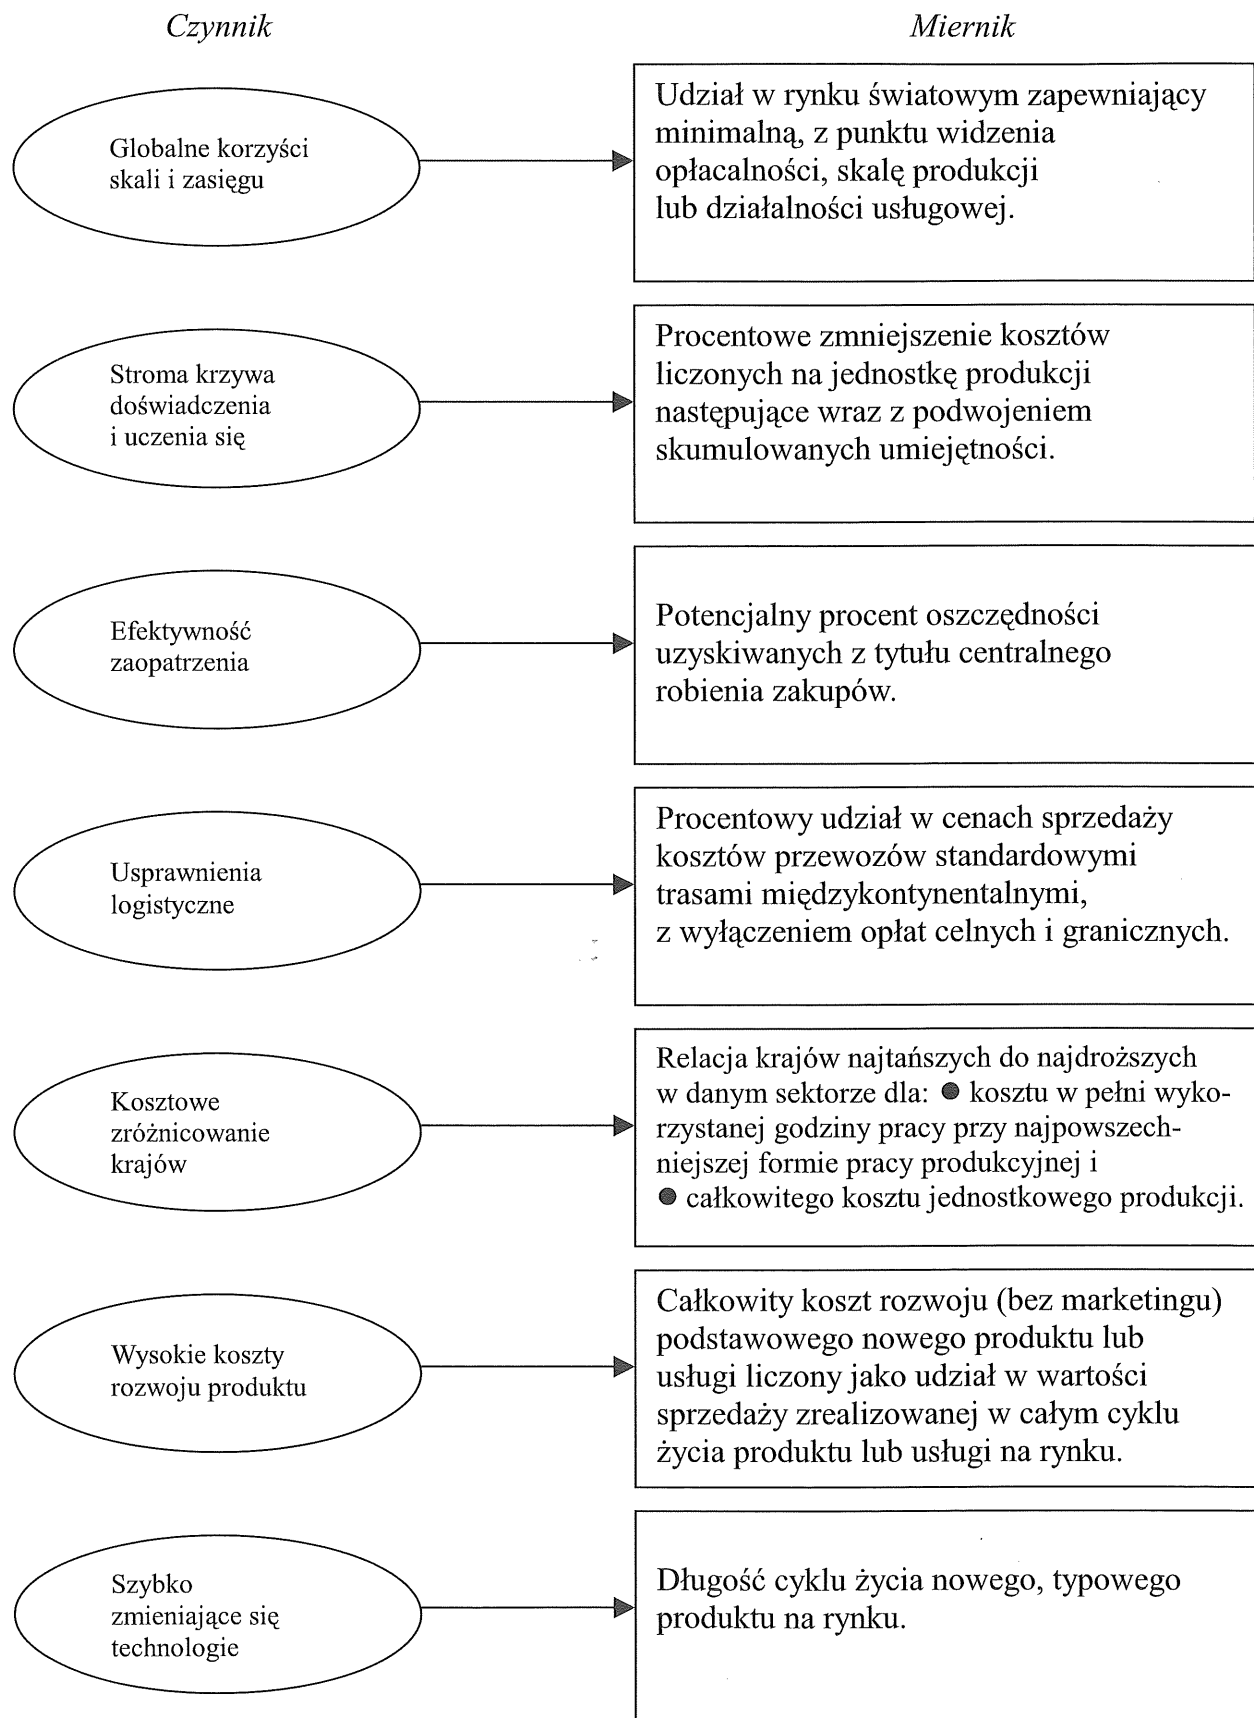 Czynnik
Miernik
Globalne korzyści
skali i zasięgu
Udział w rynku światowym zapewniający
minimalną, z punktu widzenia
opłacalności, skalę produkcji
lub działalności usługowej.
Stroma krzywa
doświadczenia
i uczenia się
Procentowe zmniejszenie kosztów
liczonych na jednostkę produkcji
następujące wraz z podwojeniem
skumulowanych umiejętności.
Efektywność
zaopatrzenia
Potencjalny procent oszczędności
uzyskiwanych z tytułu centralnego
robienia zakupów.
Usprawnienia
logistyczne
Procentowy udział w cenach sprzedaży
kosztów przewozów standardowymi
trasami międzykontynentalnymi,
z wyłączeniem opłat celnych i granicznych.
Kosztowe
zróżnicowanie
krajów
Relacja krajów najtańszych do najdroższych
w danym sektorze dla: ● kosztu w pełni wyko-
rzystanej godziny pracy przy najpowszech-
niejszej formie pracy produkcyjnej i
● całkowitego kosztu jednostkowego produkcji.
Wysokie koszty
rozwoju produktu
Całkowity koszt rozwoju (bez marketingu)
podstawowego nowego produktu lub
usługi liczony jako udział w wartości
sprzedaży zrealizowanej w całym cyklu
życia produktu lub usługi na rynku.
Szybko
zmieniające się
technologie
Długość cyklu życia nowego, typowego
produktu na rynku.